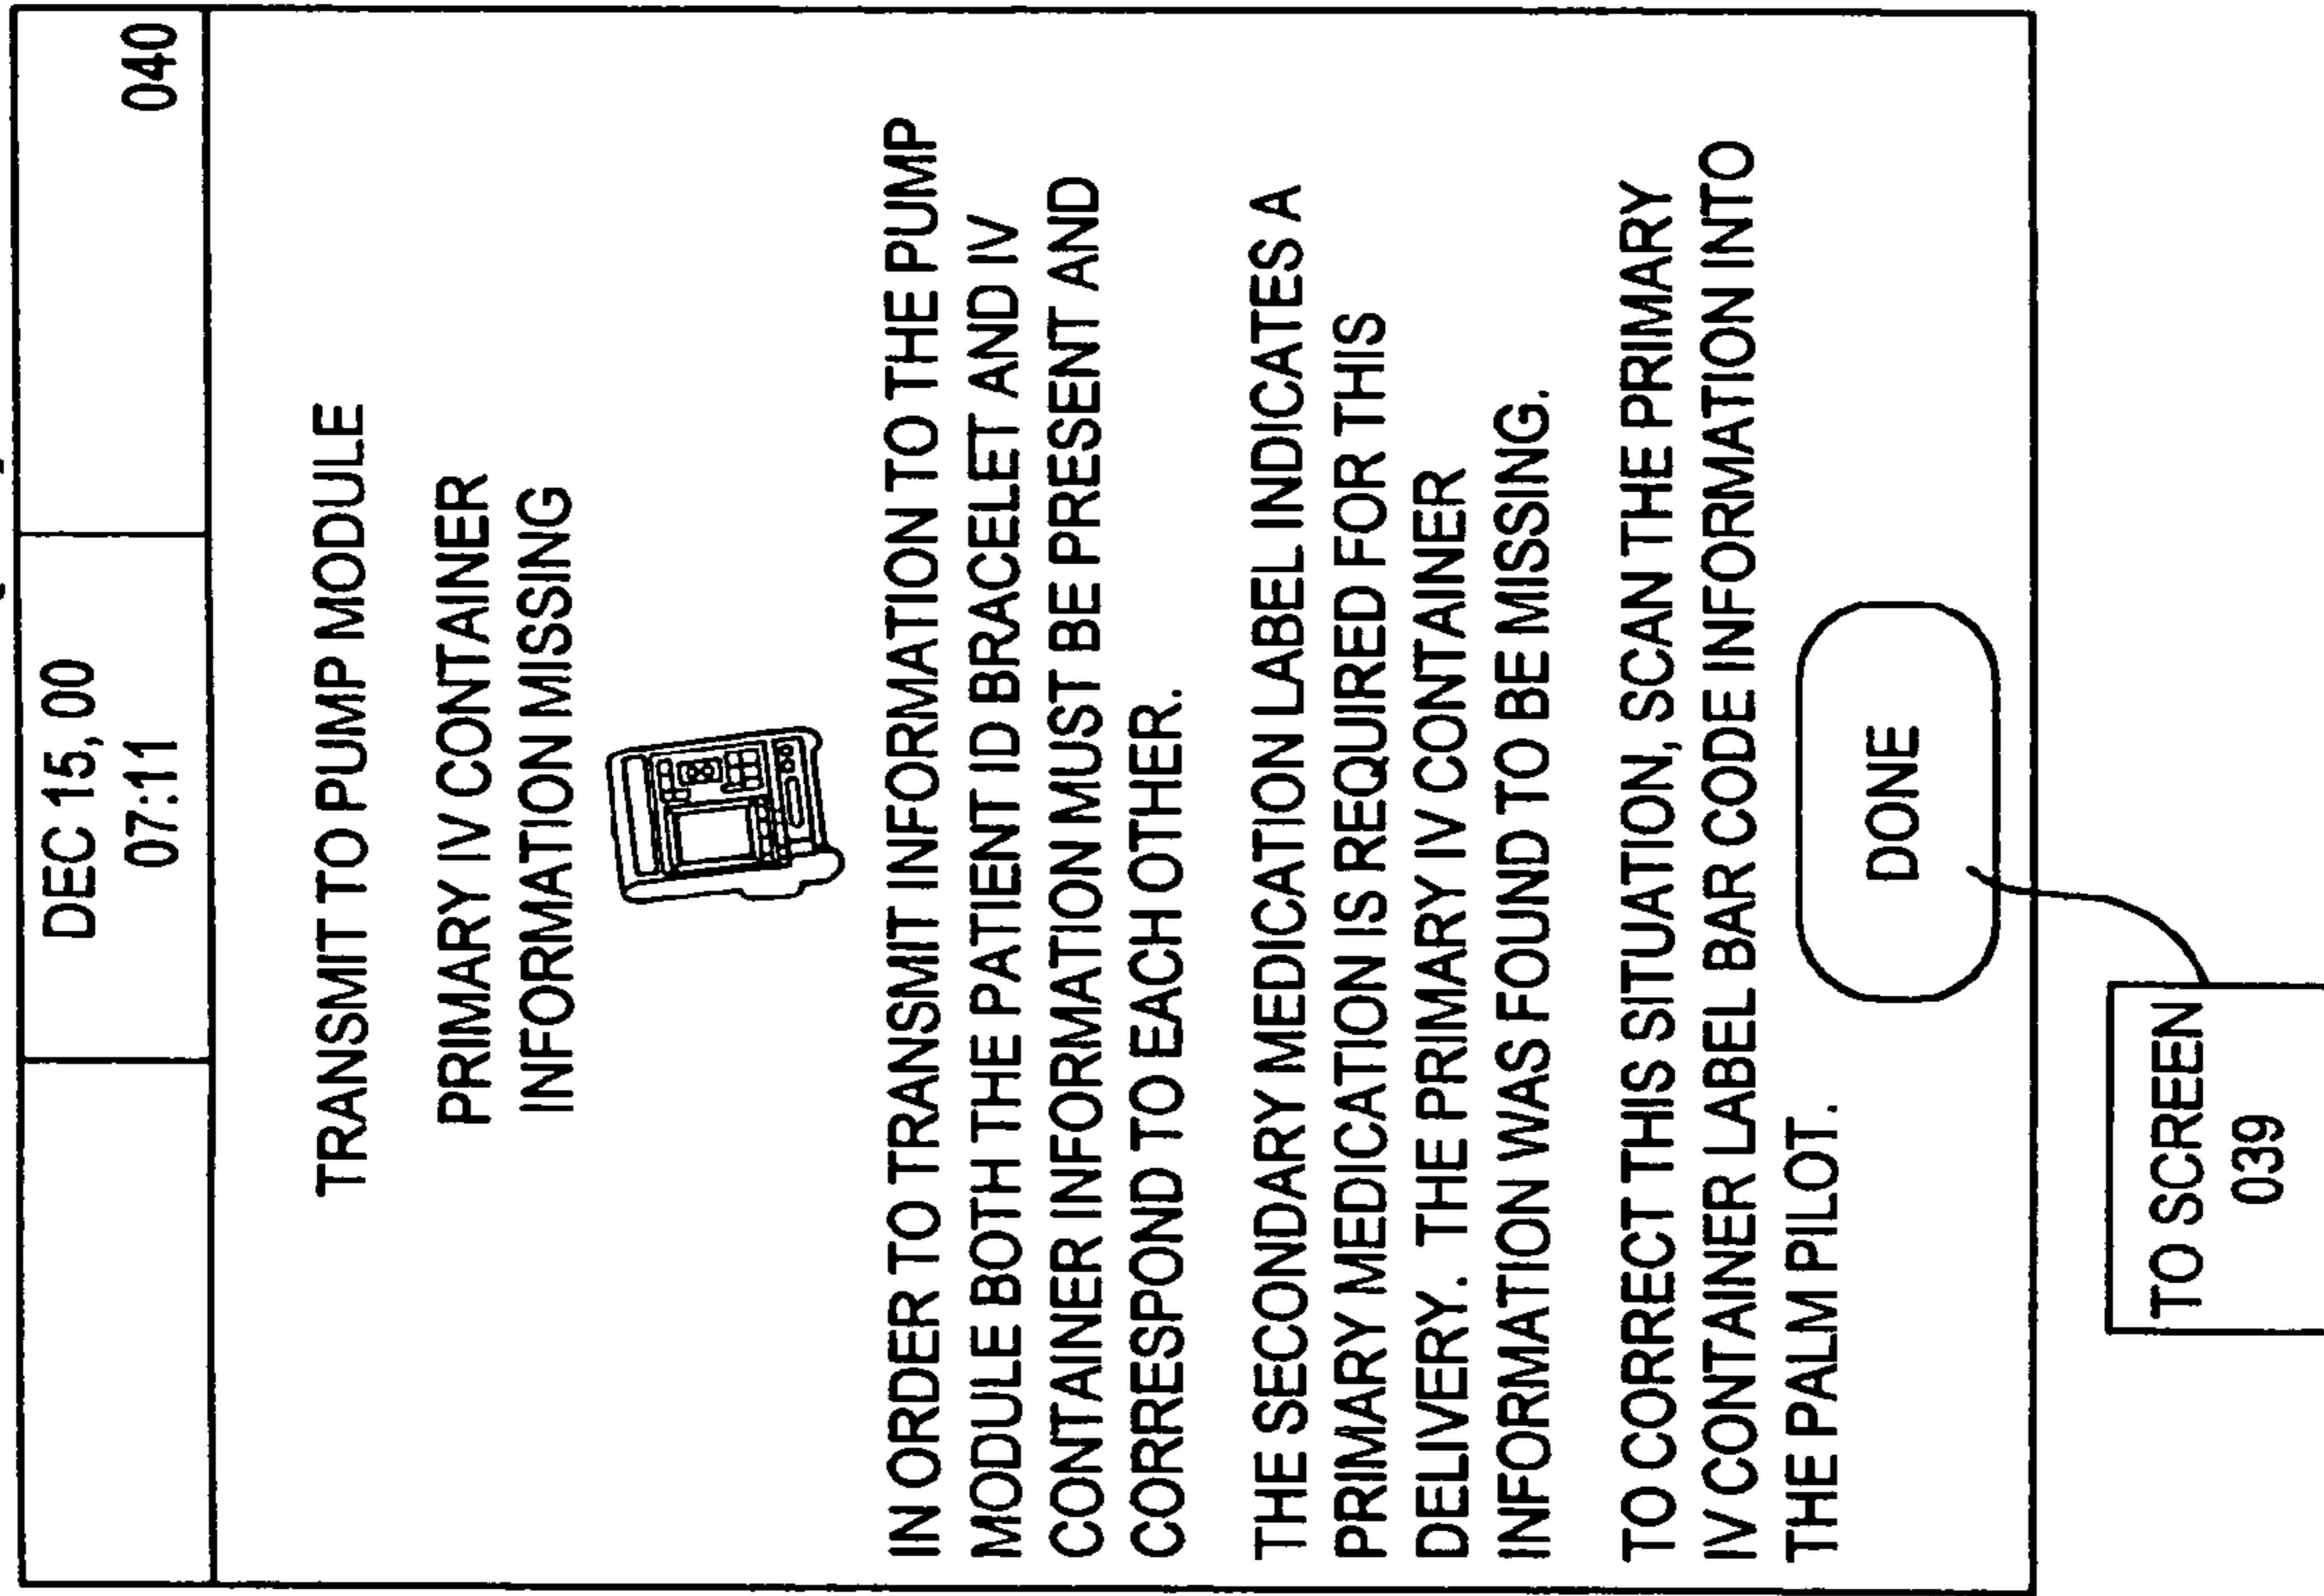 DEC 15, 00
07:11
040
TRANSMIT TO PUMP MODULE
PRIMARY IV CONTAINER
INFORMATION MISSING
IN ORDER TO TRANSMIT INFORMATION TO THE PUMP
MODULE BOTH THE PATIENT ID BRACELET AND IV
CONTAINER INFORMATION MUST BE PRESENT AND
CORRESPOND TO EACH OTHER.
THE SECONDARY MEDICATION LABEL INDICATES A
PRIMARY MEDICATION IS REQUIRED FOR THIS
DELIVERY. THE PRIMARY IV CONTAINER
INFORMATION WAS FOUND TO BE MISSING.
TO CORRECT THIS SITUATION, SCAN THE PRIMARY
IV CONTAINER LABEL BAR CODE INFORMATION INTO
THE PALM PILOT.
DONE
TO SCREEN
039